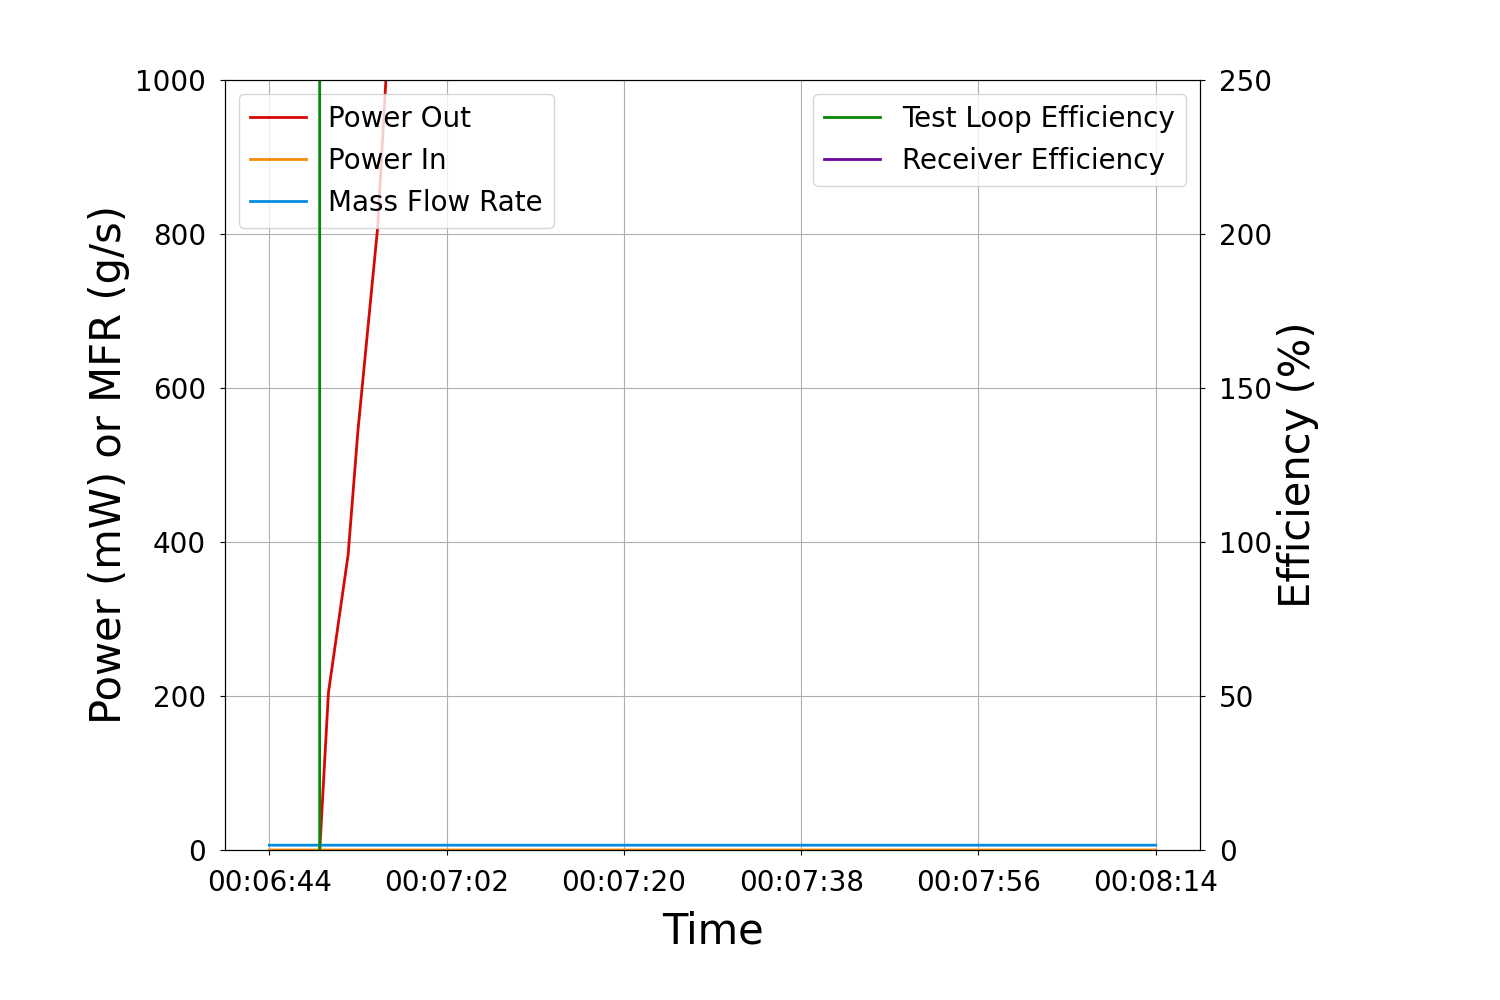 1000
800
600
400
200
0
Power (mW) or MFR (g/s)
Power Out
Power In
Mass Flow Rate
Test Loop Efficiency
Receiver Efficiency
250
200
150
100
50
0
Efficiency (%)
00:06:44 00:07:02 00:07:20 00:07:38 00:07:56 00:08:14
Time